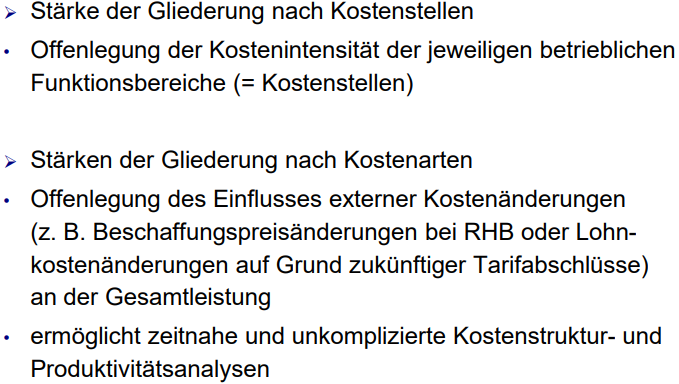 ➢ Stärke der Gliederung nach Kostenstellen
• Offenlegung der Kostenintensität der jeweiligen betrieblichen
Funktionsbereiche (= Kostenstellen)
➢ Stärken der Gliederung nach Kostenarten
• Offenlegung des Einflusses externer Kostenänderungen
(z. B. Beschaffungspreisänderungen bei RHB oder Lohn-
kostenänderungen auf Grund zukünftiger Tarifabschlüsse)
an der Gesamtleistung
• ermöglicht zeitnahe und unkomplizierte Kostenstruktur- und
Produktivitätsanalysen